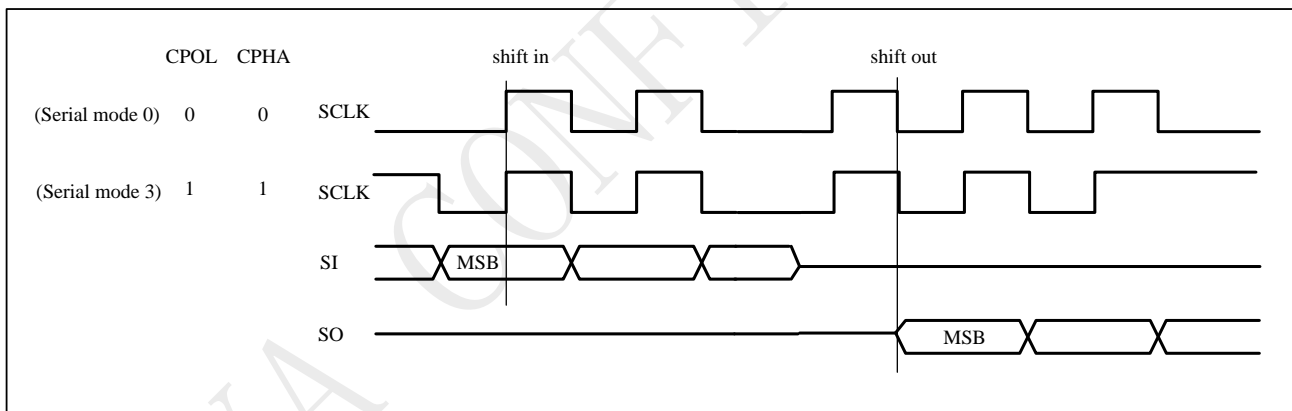 CPOL CPHA shift in shift out
(Serial mode 0) 0 0 SCLK
(Serial mode 3) 1 1 SCLK
SI MSB
SO MSB